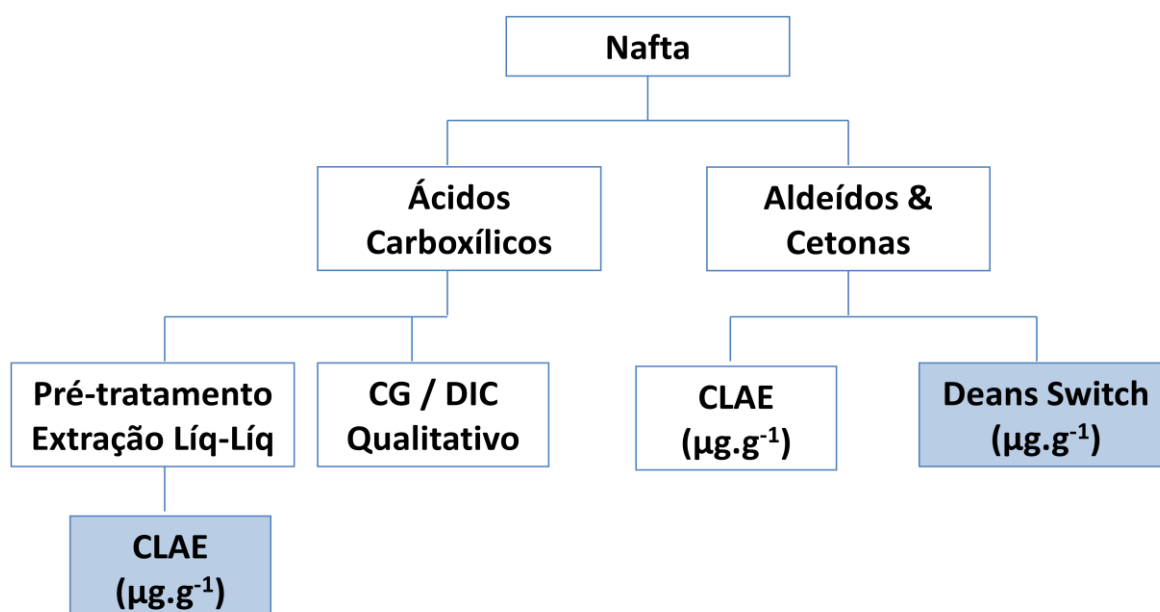 Nafta
Ácidos
Carboxílicos
Aldeídos &
Cetonas
Pré-tratamento
Extração Líq-Líq
CG / DIC
Qualitativo
CLAE
(µg.g⁻¹)
Deans Switch
(µg.g⁻¹)
CLAE
(µg.g⁻¹)